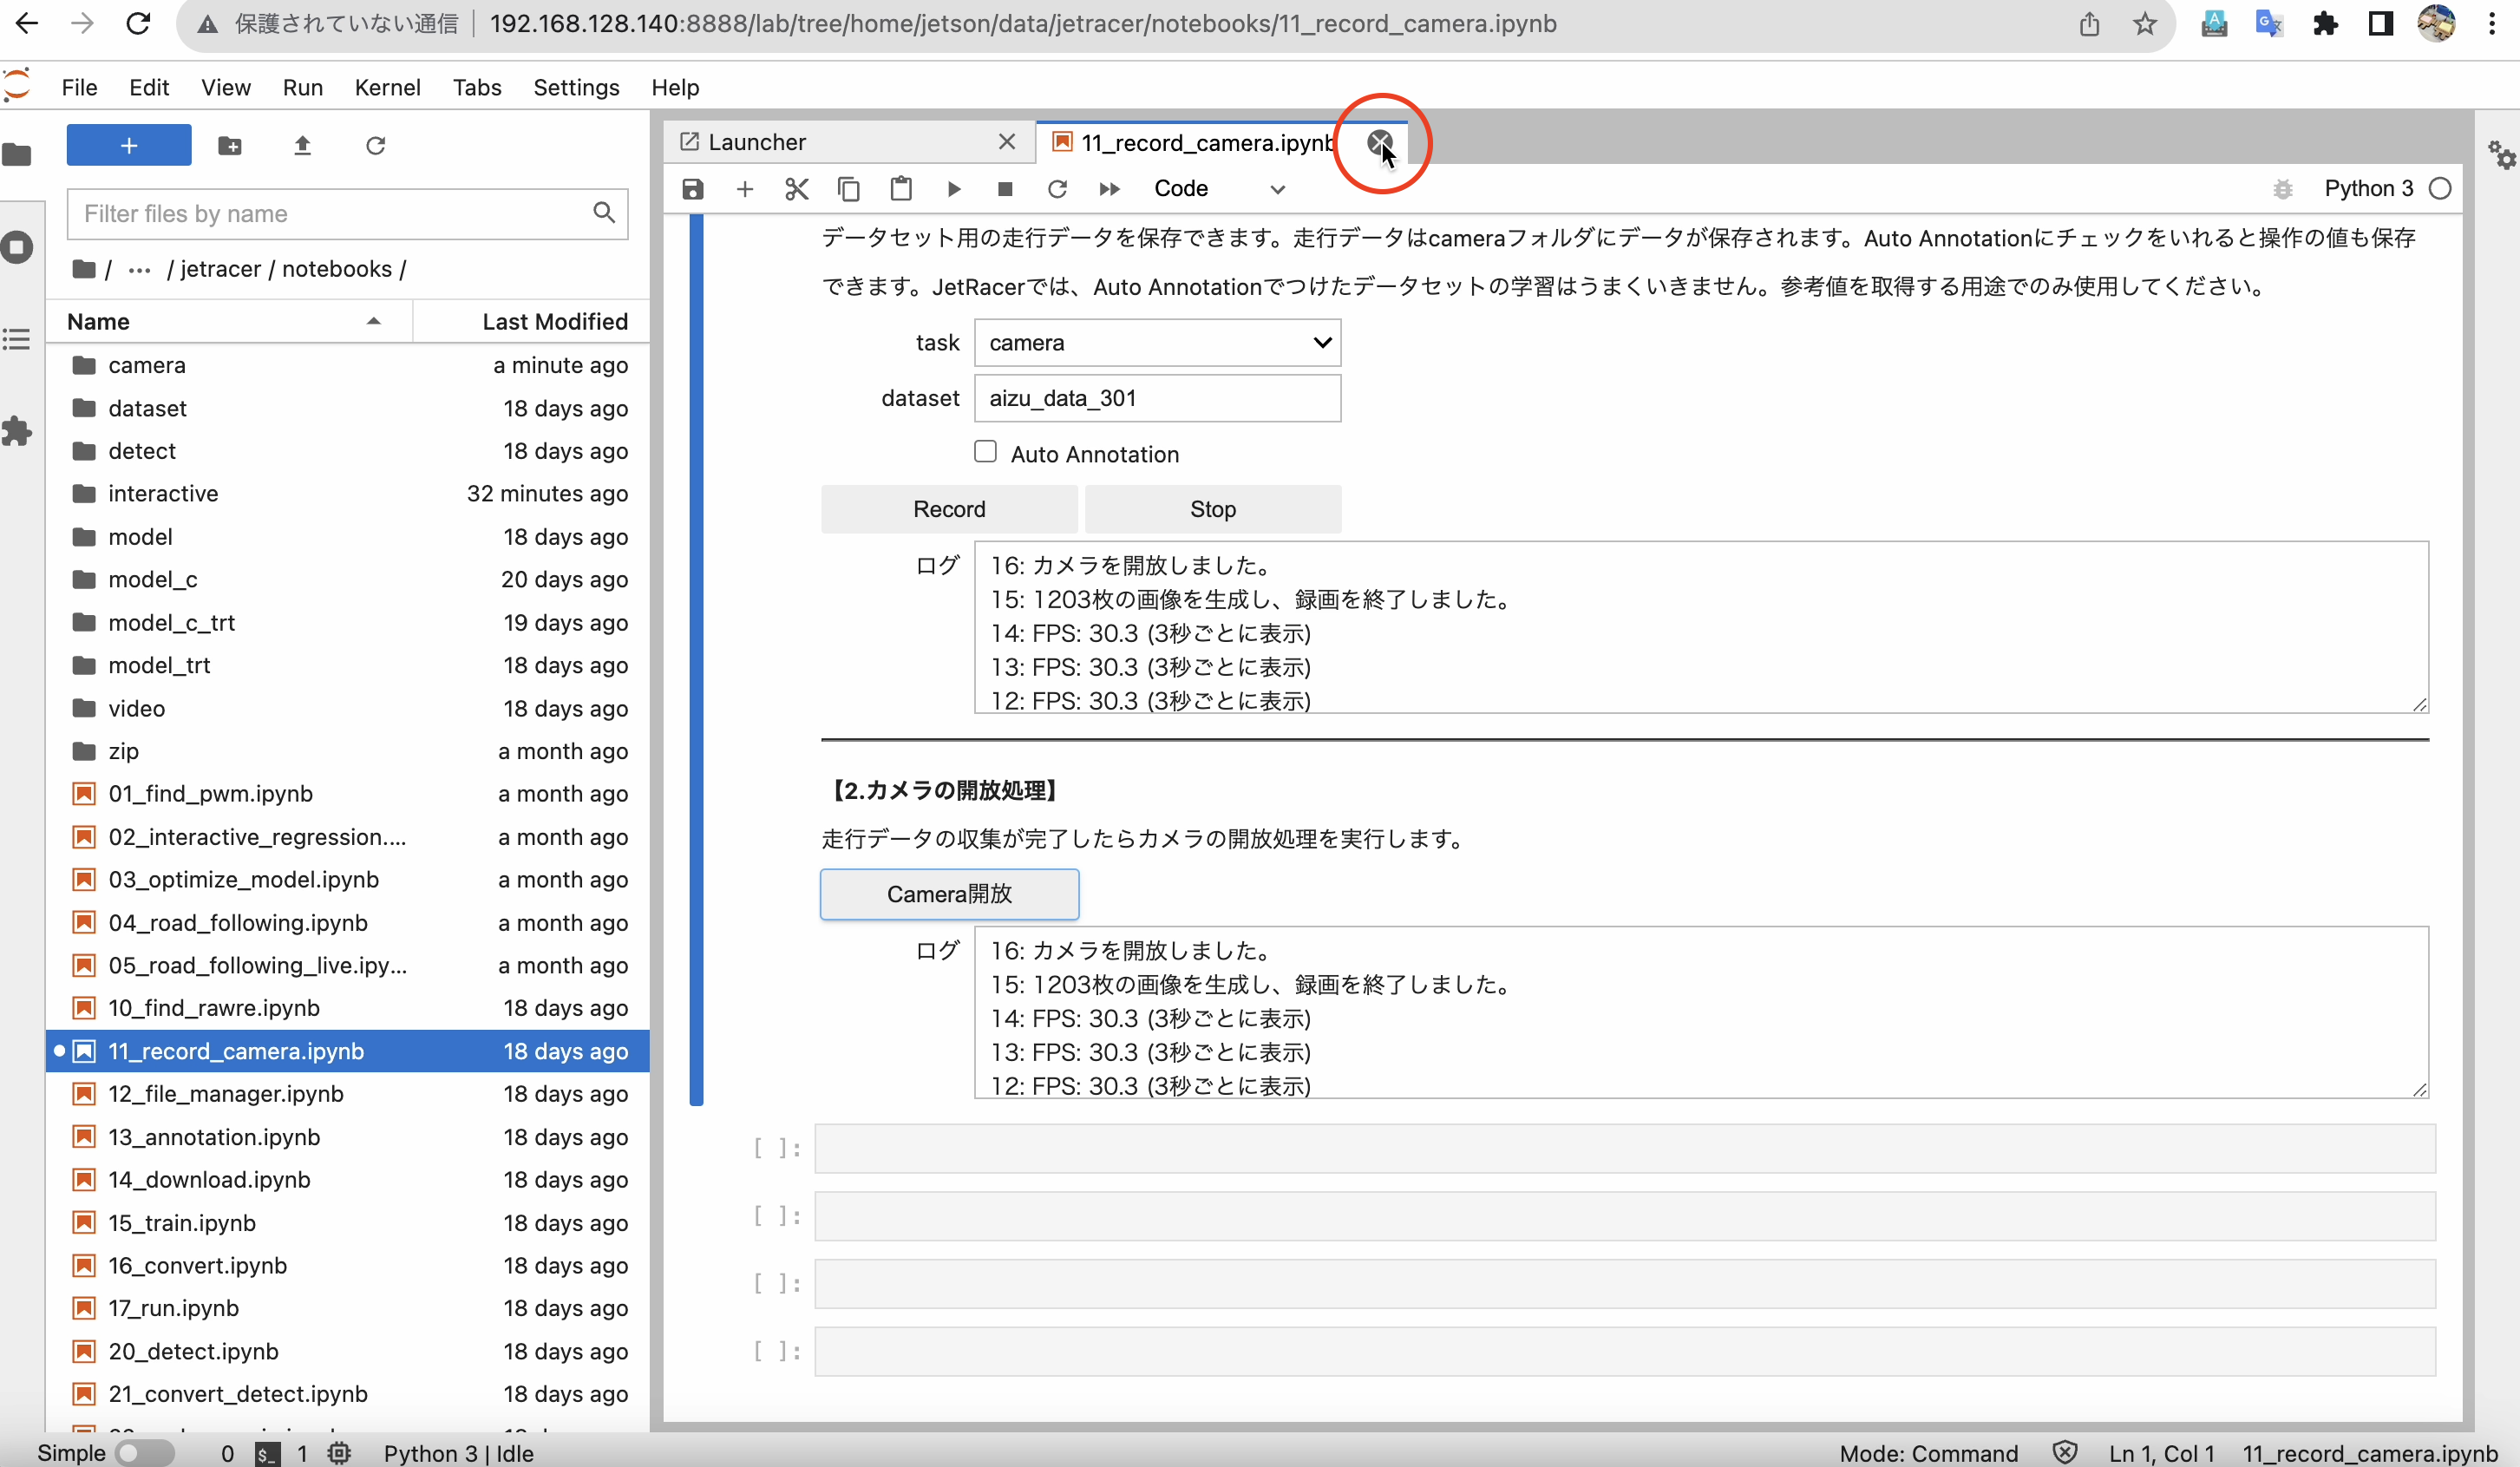 保護されていない通信 192.168.128.140:8888/lab/tree/home/jetson/data/jetracer/notebooks/11_record_camera.ipynb
File Edit View Run Kernel Tabs Settings Help
Launcher
11_record_camera.ipynb
Code
Python 3
Filter files by name
/ ··· / jetracer / notebooks /
Name Last Modified
camera a minute ago
dataset 18 days ago
detect 18 days ago
interactive 32 minutes ago
model 18 days ago
model_c 20 days ago
model_c_trt 19 days ago
model_trt 18 days ago
video 18 days ago
zip a month ago
01_find_pwm.ipynb a month ago
02_interactive_regression.... a month ago
03_optimize_model.ipynb a month ago
04_road_following.ipynb a month ago
05_road_following_live.ipy... a month ago
10_find_rawre.ipynb 18 days ago
11_record_camera.ipynb 18 days ago
12_file_manager.ipynb 18 days ago
13_annotation.ipynb 18 days ago
14_download.ipynb 18 days ago
15_train.ipynb 18 days ago
16_convert.ipynb 18 days ago
17_run.ipynb 18 days ago
20_detect.ipynb 18 days ago
21_convert_detect.ipynb 18 days ago
データセット用の走行データを保存できます。走行データはcameraフォルダにデータが保存されます。Auto Annotationにチェックをいれると操作の値も保存
できます。JetRacerでは、Auto Annotationでつけたデータセットの学習はうまくいきません。参考値を取得する用途でのみ使用してください。
task camera
dataset aizu_data_301
Auto Annotation
Record Stop
ログ 16: カメラを開放しました。
15: 1203枚の画像を生成し、録画を終了しました。
14: FPS: 30.3 (3秒ごとに表示)
13: FPS: 30.3 (3秒ごとに表示)
12: FPS: 30.3 (3秒ごとに表示)
【2.カメラの開放処理】
走行データの収集が完了したらカメラの開放処理を実行します。
Camera開放
ログ 16: カメラを開放しました。
15: 1203枚の画像を生成し、録画を終了しました。
14: FPS: 30.3 (3秒ごとに表示)
13: FPS: 30.3 (3秒ごとに表示)
12: FPS: 30.3 (3秒ごとに表示)
[ ]:
[ ]:
[ ]:
[ ]:
Simple 0 $_ 1 Python 3 | Idle Mode: Command Ln 1, Col 1 11_record_camera.ipynb